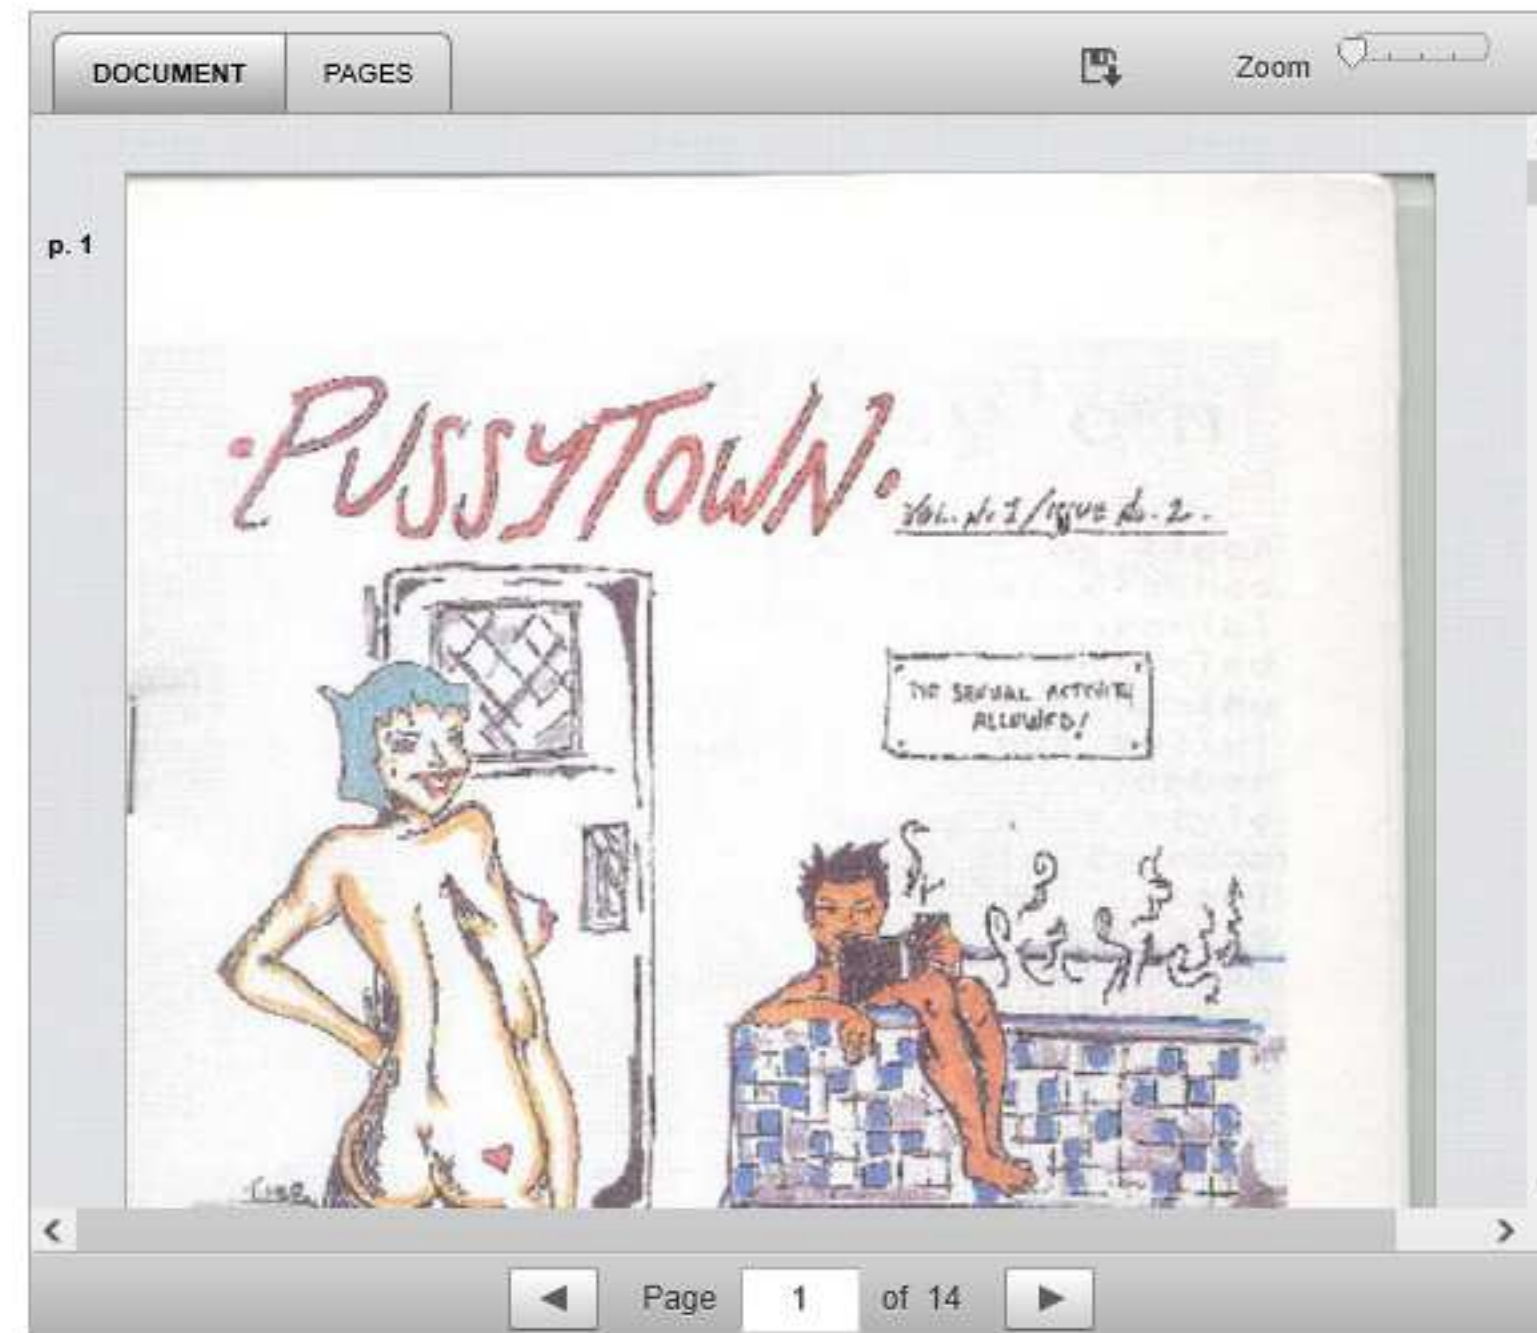 DOCUMENT PAGES Zoom
p. 1
·PUSSYTOWN· VOL. No 1/ISSUE No. 2.
NO SEXUAL ACTIVITY
ALLOWED!
Page 1 of 14